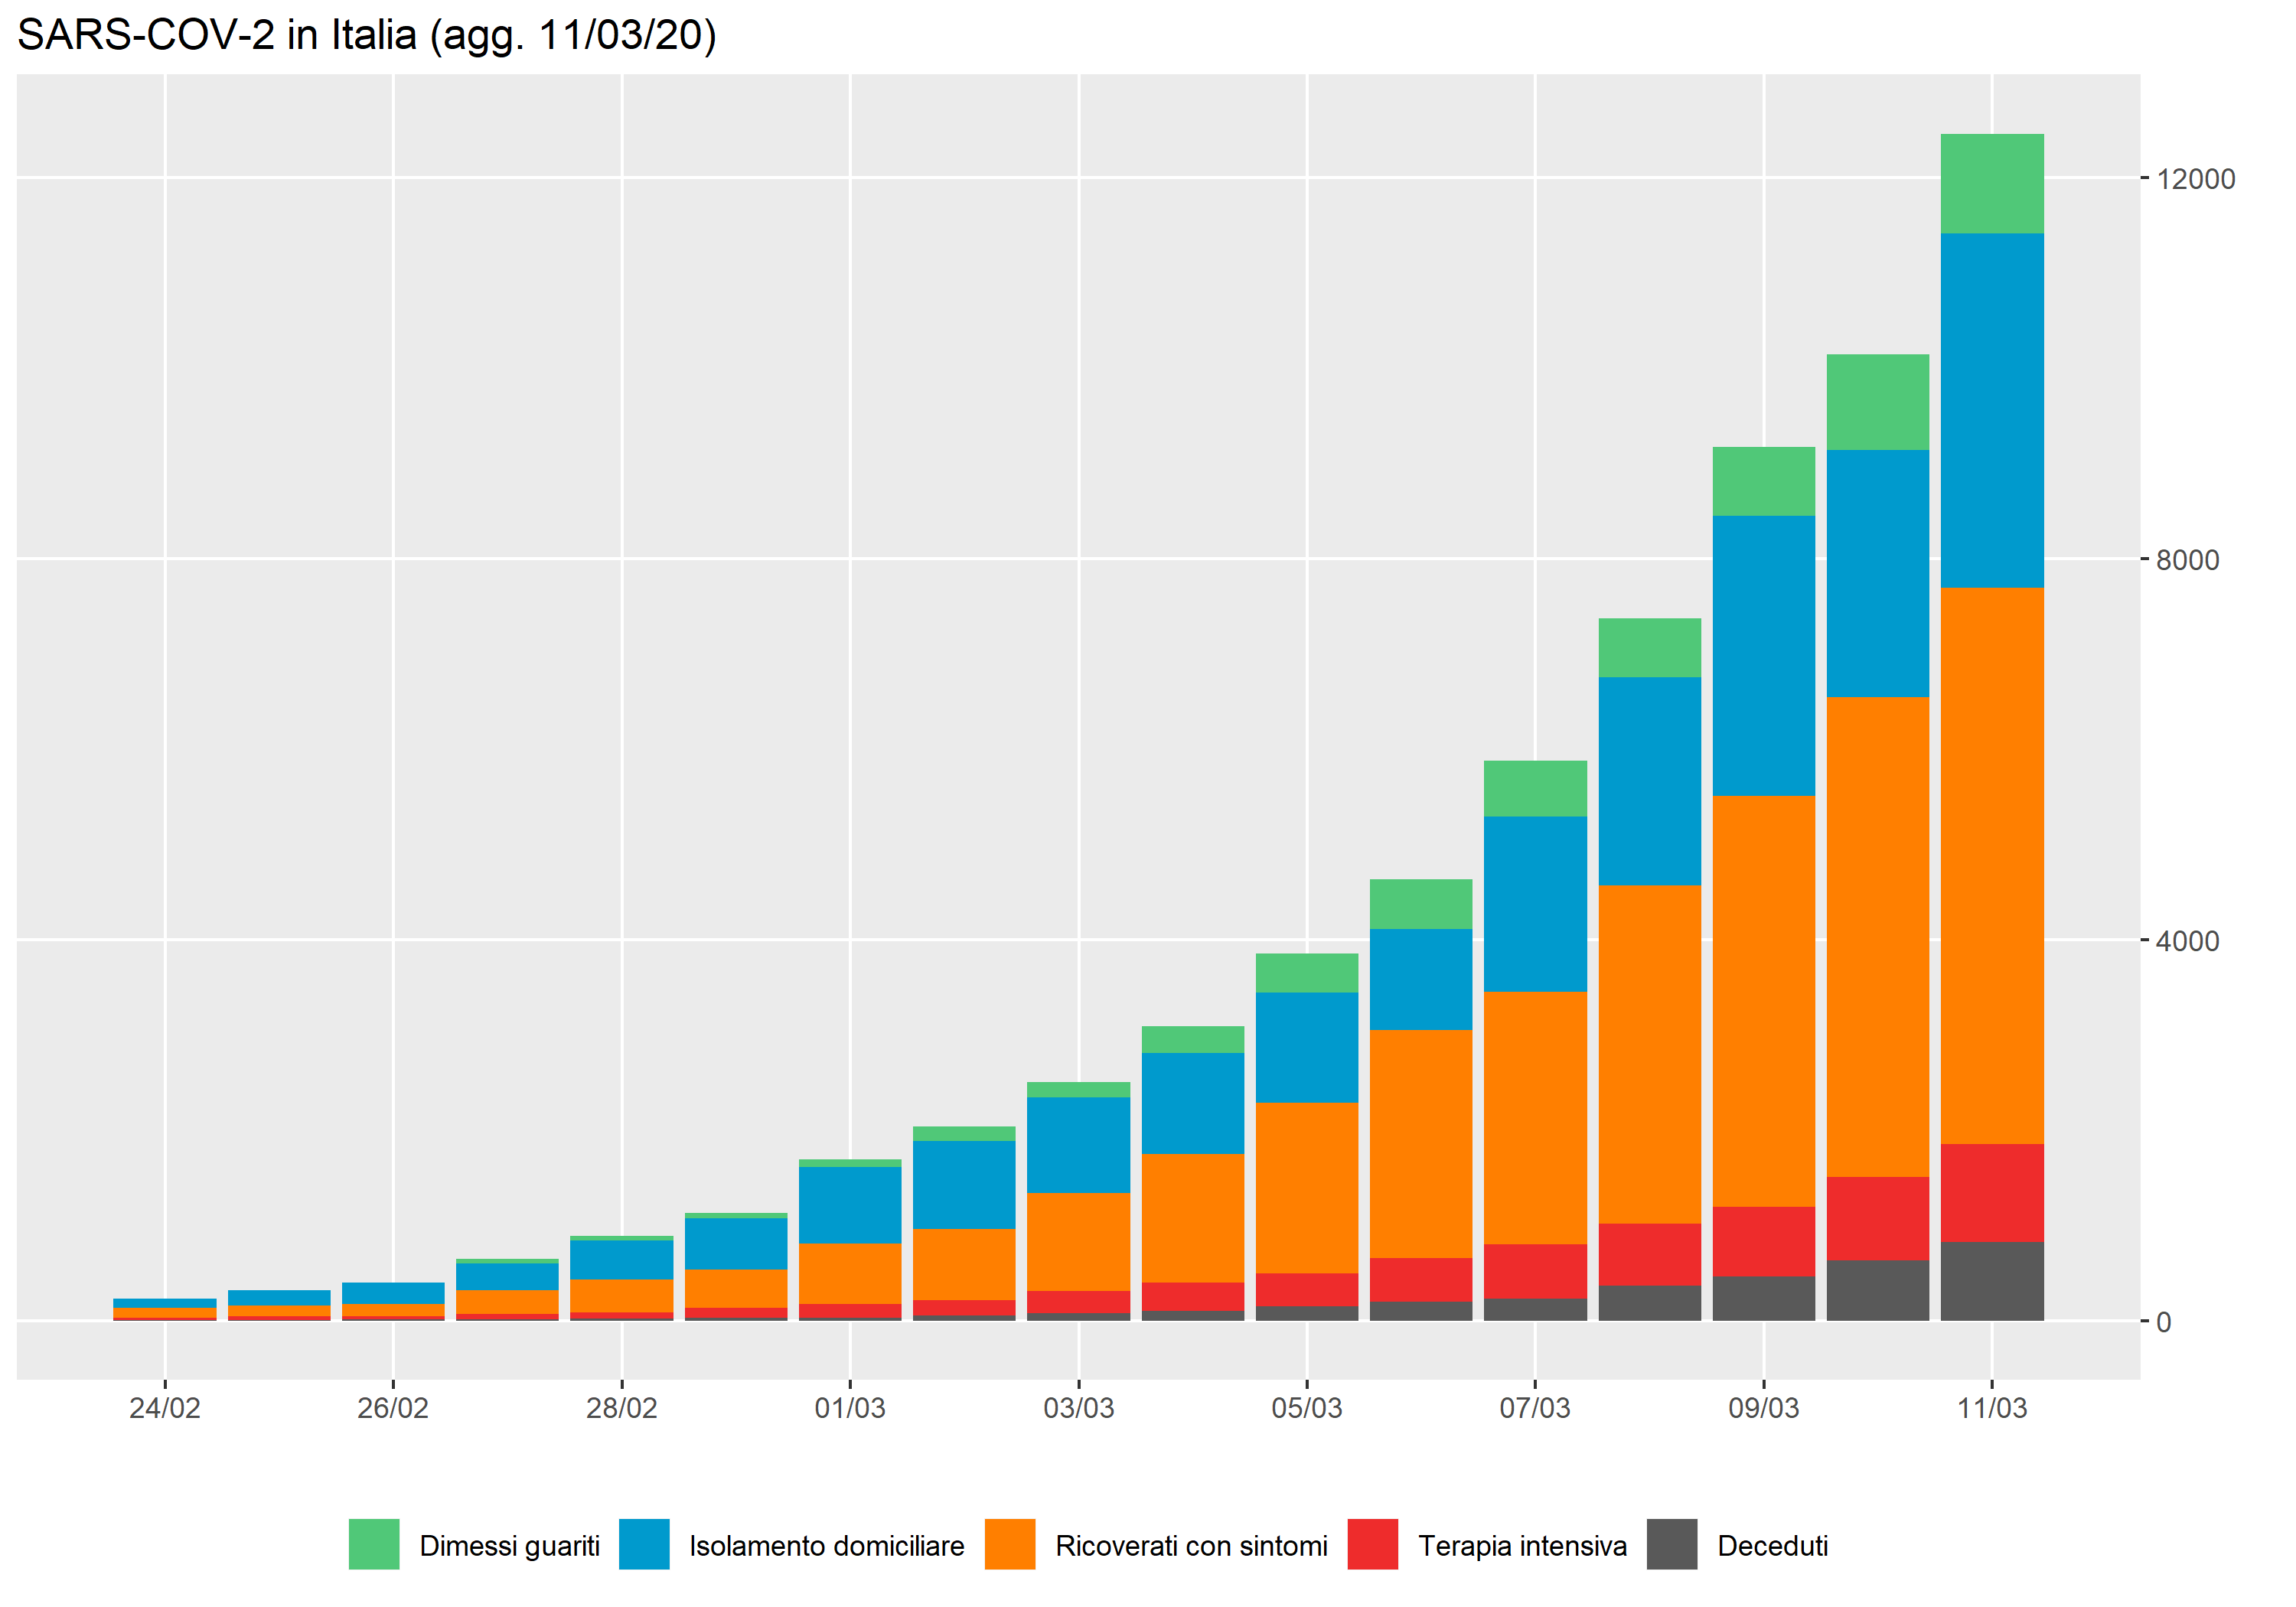 SARS-COV-2 in Italia (agg. 11/03/20)
12000
8000
4000
0
24/02 26/02 28/02 01/03 03/03 05/03 07/03 09/03 11/03
Dimessi guariti Isolamento domiciliare Ricoverati con sintomi Terapia intensiva Deceduti